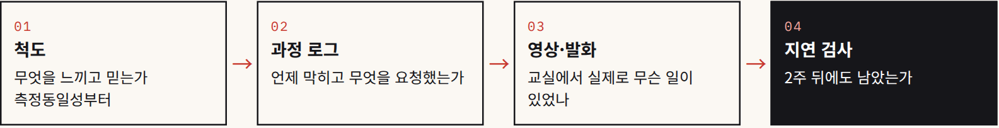 01
척도
무엇을 느끼고 믿는가
측정동일성부터
→
02
과정 로그
언제 막히고 무엇을 요청했는가
→
03
영상·발화
교실에서 실제로 무슨 일이
있었나
→
04
지연 검사
2주 뒤에도 남았는가